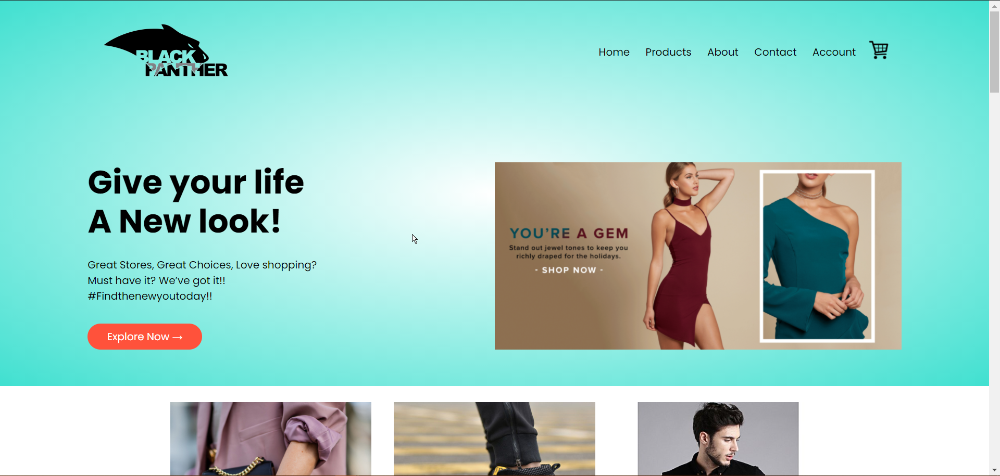 BLACK
PANTHER
Home Products About Contact Account
Give your life
A New look!
Great Stores, Great Choices, Love shopping?
Must have it? We’ve got it!!
#Findthenewyoutoday!!
Explore Now →
YOU’RE A GEM
Stand out jewel tones to keep you
richly draped for the holidays.
- SHOP NOW -